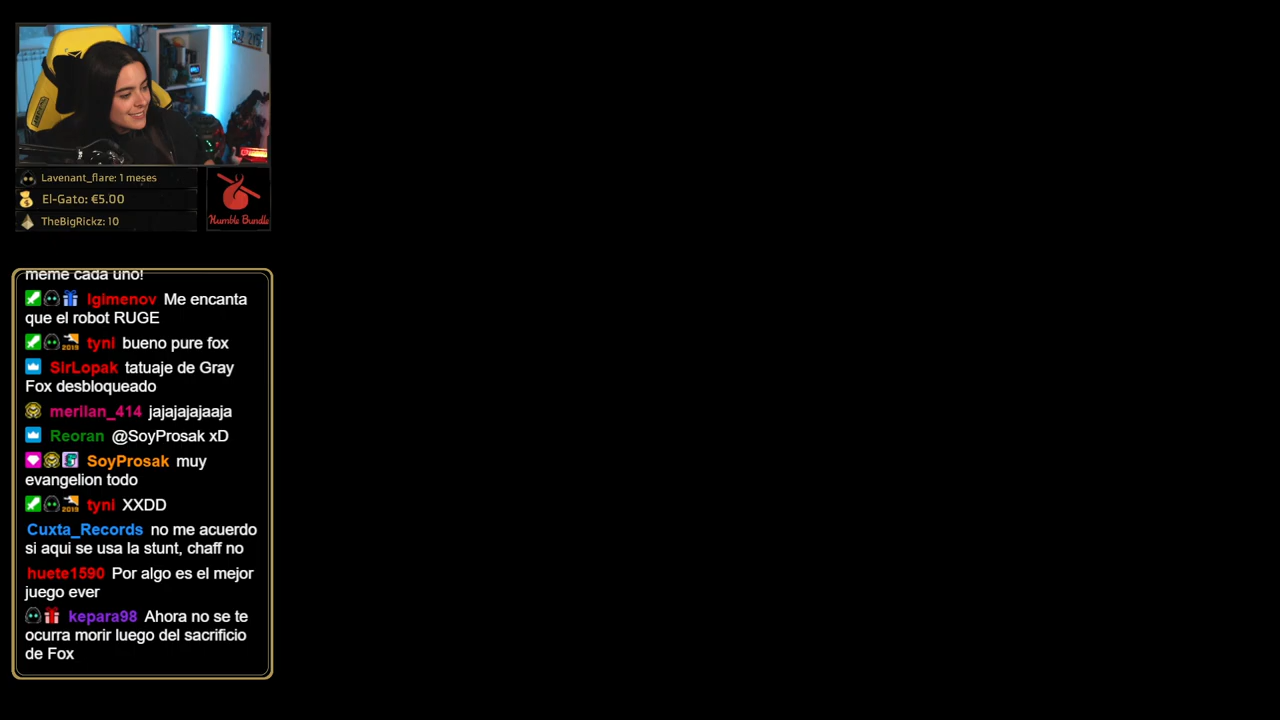 Lavenant_flare: 1 meses
El-Gato: €5.00
TheBigRickz: 10
Humble Bundle
meme cada uno!
Igimenov Me encanta
que el robot RUGE
tyni bueno pure fox
SirLopak tatuaje de Gray
Fox desbloqueado
merilan_414 jajajajajaaja
Reoran @SoyProsak xD
SoyProsak muy
evangelion todo
tyni XXDD
Cuxta_Records no me acuerdo
si aqui se usa la stunt, chaff no
huete1590 Por algo es el mejor
juego ever
kepara98 Ahora no se te
ocurra morir luego del sacrificio
de Fox